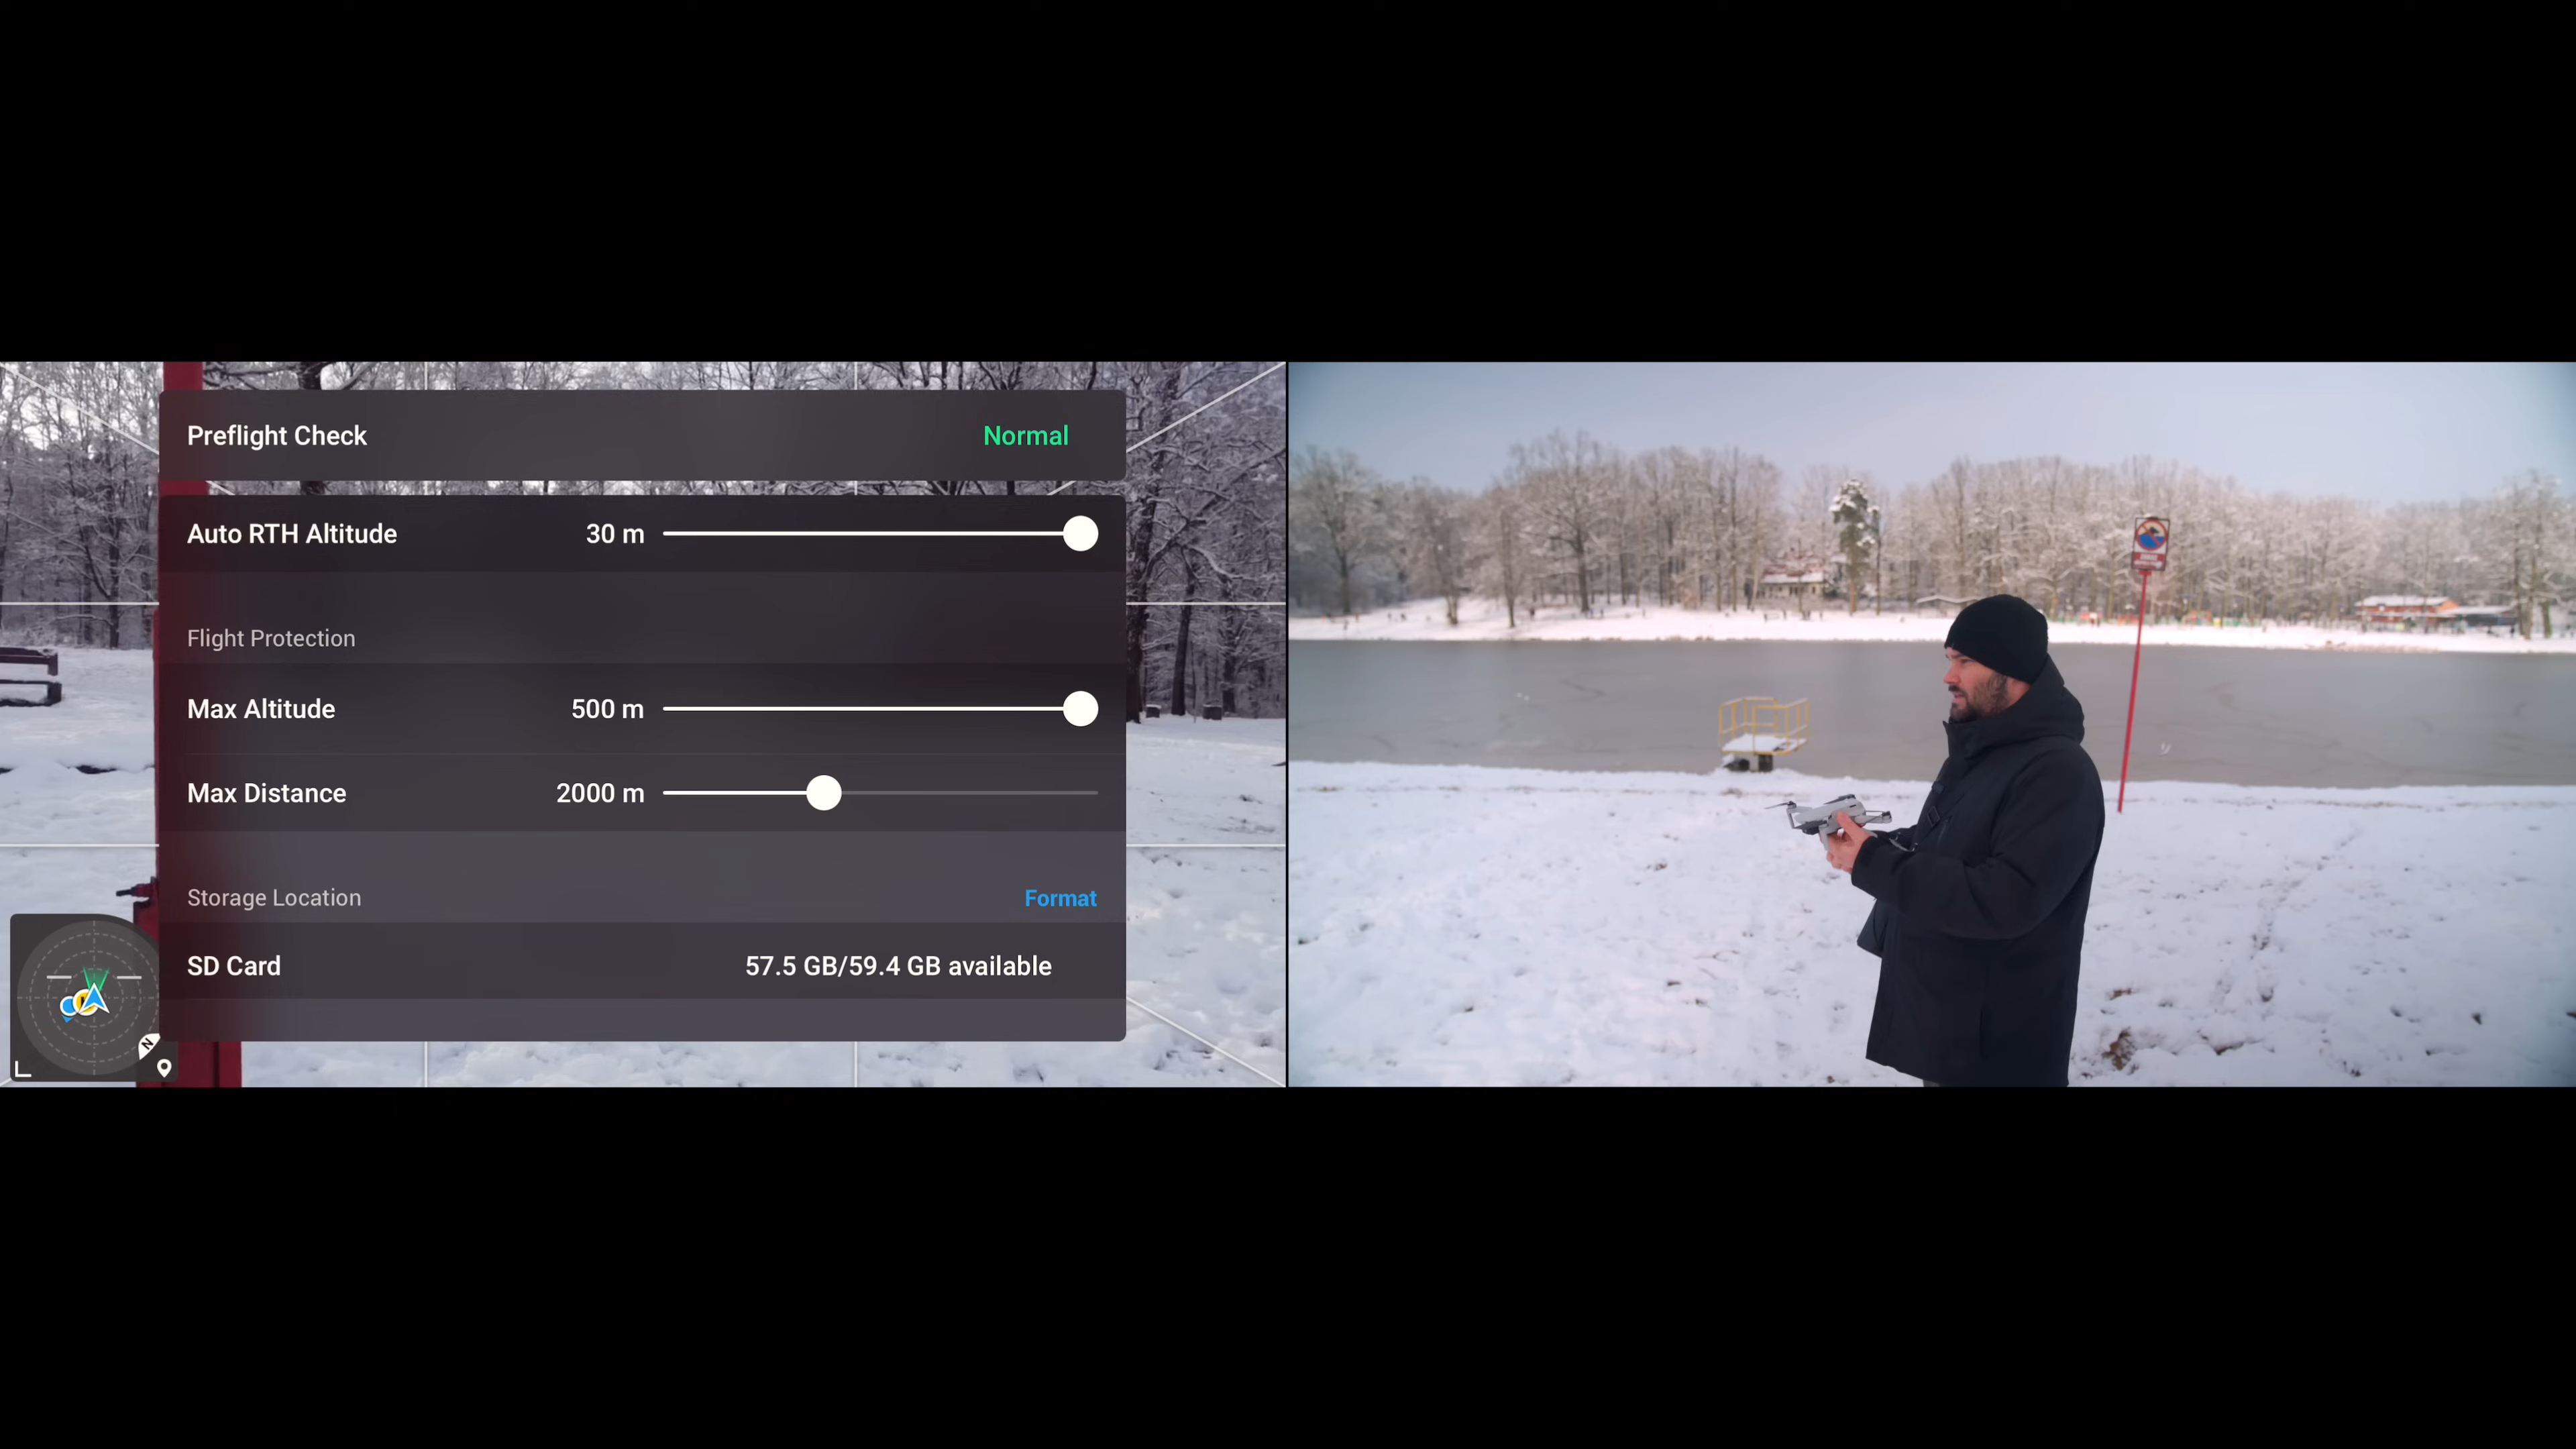 Preflight Check Normal
Auto RTH Altitude 30 m
Flight Protection
Max Altitude 500 m
Max Distance 2000 m
Storage Location Format
SD Card 57.5 GB/59.4 GB available
N